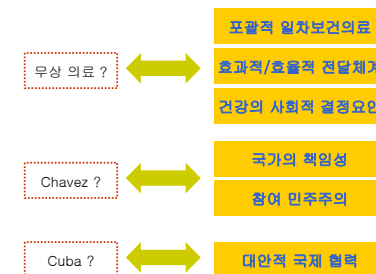 포괄적 일차보건의료
무상 의료 ?
효과적/효율적 전달체계
건강의 사회적 결정요인
국가의 책임성
Chavez ?
참여 민주주의
Cuba ?
대안적 국제 협력